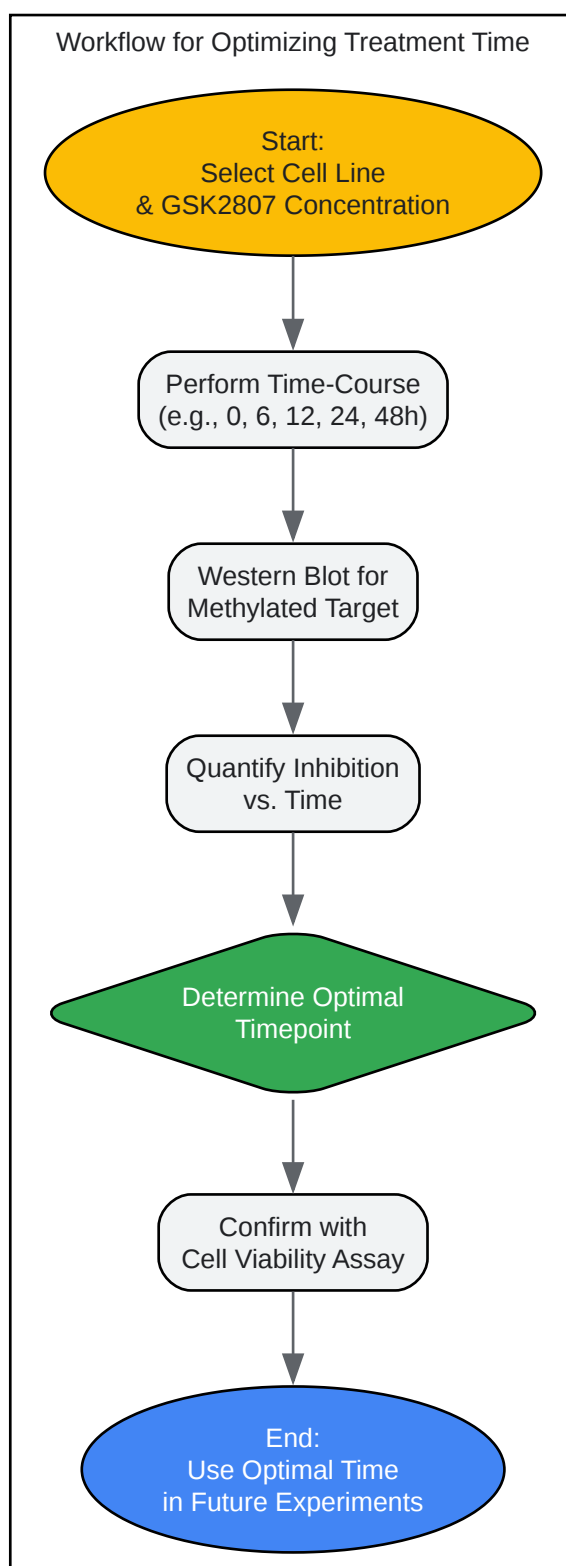 Workflow for Optimizing Treatment Time
Start:
Select Cell Line
& GSK2807 Concentration
Perform Time-Course
(e.g., 0, 6, 12, 24, 48h)
Western Blot for
Methylated Target
Quantify Inhibition
vs. Time
Determine Optimal
Timepoint
Confirm with
Cell Viability Assay
End:
Use Optimal Time
in Future Experiments